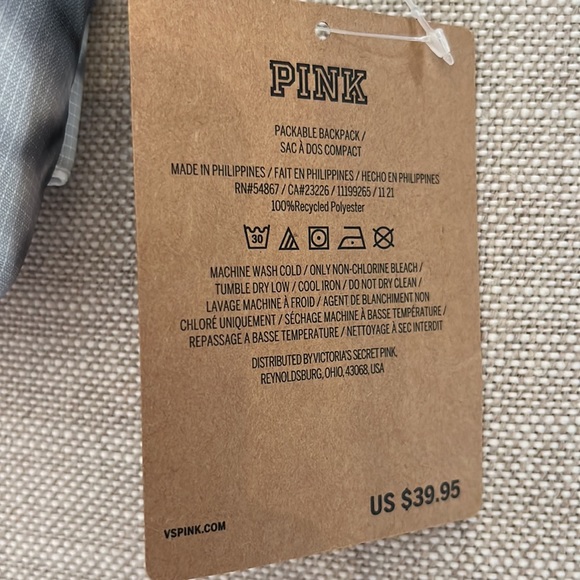 PINK
PACKABLE BACKPACK /
SAC À DOS COMPACT
MADE IN PHILIPPINES / FAIT EN PHILIPPINES / HECHO EN PHILIPPINES
RN#54867 / CA#23226 / 11199265 / 11 21
100%Recycled Polyester
30
MACHINE WASH COLD / ONLY NON-CHLORINE BLEACH /
TUMBLE DRY LOW / COOL IRON / DO NOT DRY CLEAN /
LAVAGE MACHINE À FROID / AGENT DE BLANCHIMENT NON
CHLORÉ UNIQUEMENT / SÉCHAGE MACHINE À BASSE TEMPÉRATURE /
REPASSAGE A BASSE TEMPERATURE / NETTOYAGE À SEC INTERDIT
DISTRIBUTED BY VICTORIA'S SECRET PINK,
REYNOLDSBURG, OHIO, 43068, USA
US $39.95
VSPINK.COM